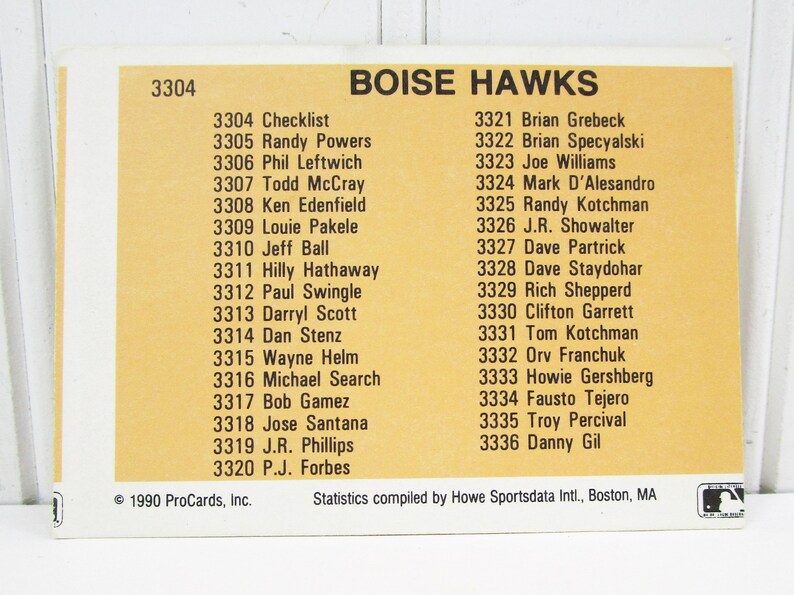 3304
BOISE HAWKS
3304 Checklist
3305 Randy Powers
3306 Phil Leftwich
3307 Todd McCray
3308 Ken Edenfield
3309 Louie Pakele
3310 Jeff Ball
3311 Hilly Hathaway
3312 Paul Swingle
3313 Darryl Scott
3314 Dan Stenz
3315 Wayne Helm
3316 Michael Search
3317 Bob Gamez
3318 Jose Santana
3319 J.R. Phillips
3320 P.J. Forbes
3321 Brian Grebeck
3322 Brian Specyalski
3323 Joe Williams
3324 Mark D'Alesandro
3325 Randy Kotchman
3326 J.R. Showalter
3327 Dave Partrick
3328 Dave Staydohar
3329 Rich Shepperd
3330 Clifton Garrett
3331 Tom Kotchman
3332 Orv Franchuk
3333 Howie Gershberg
3334 Fausto Tejero
3335 Troy Percival
3336 Danny Gil
© 1990 ProCards, Inc. Statistics compiled by Howe Sportsdata Intl., Boston, MA